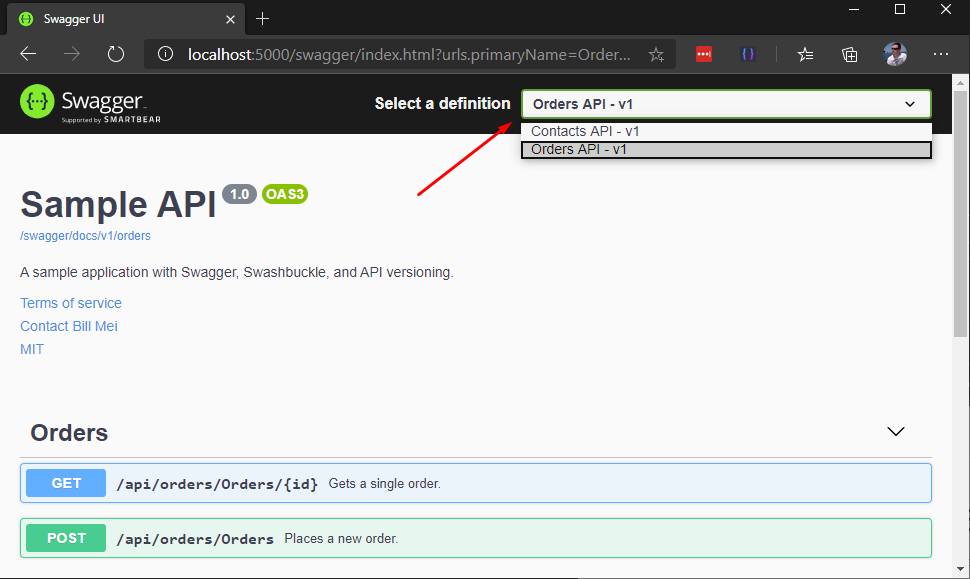 Swagger UI
localhost:5000/swagger/index.html?urls.primaryName=Order...
Swagger
Supported by SMARTBEAR
Select a definition
Orders API - v1
Contacts API - v1
Orders API - v1
Sample API 1.0 OAS3
/swagger/docs/v1/orders
A sample application with Swagger, Swashbuckle, and API versioning.
Terms of service
Contact Bill Mei
MIT
Orders
GET /api/orders/Orders/{id} Gets a single order.
POST /api/orders/Orders Places a new order.